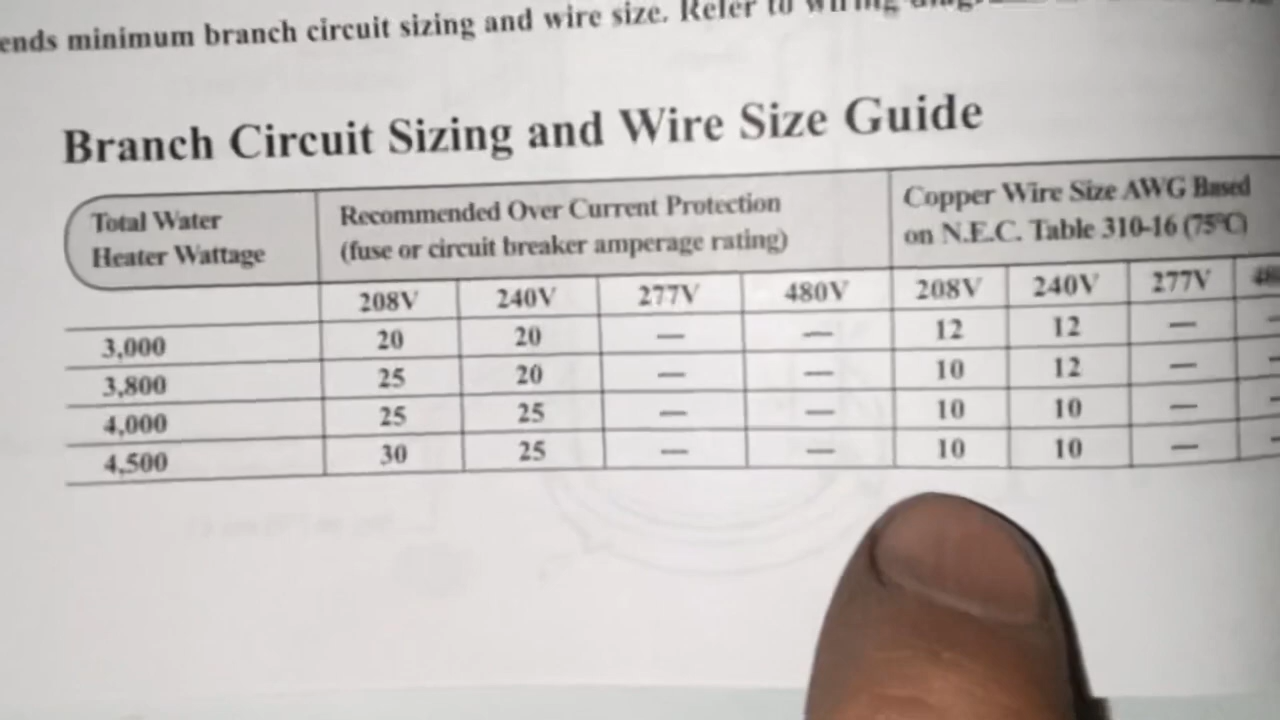 ends minimum branch circuit sizing and wire size. Refer to wiring
Branch Circuit Sizing and Wire Size Guide
Total Water Heater Wattage | Recommended Over Current Protection (fuse or circuit breaker amperage rating) | Copper Wire Size AWG Based on N.E.C. Table 310-16 (75°C)
208V 240V 277V 480V 208V 240V 277V
3,000 20 20 — — 12 12 — —
3,800 25 20 — — 10 12 — —
4,000 25 25 — — 10 10 — —
4,500 30 25 — — 10 10 — —